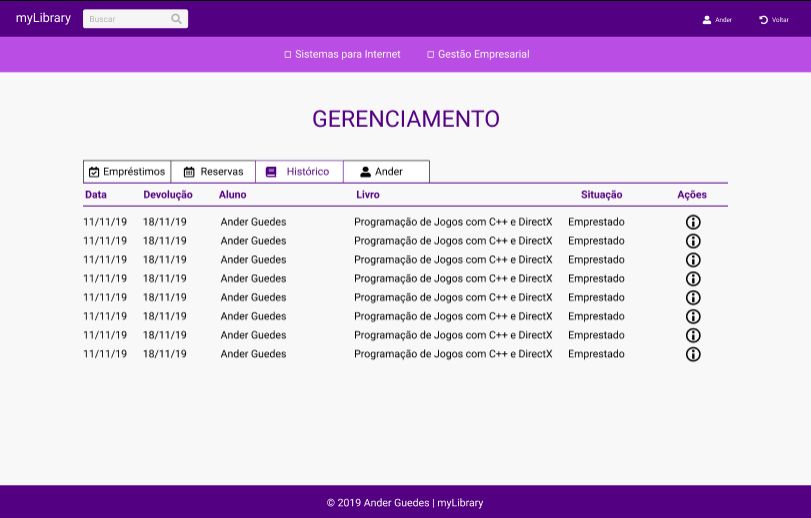 myLibrary Buscar Ander Voltar
Sistemas para Internet Gestão Empresarial
GERENCIAMENTO
Empréstimos Reservas Histórico Ander
Data Devolução Aluno Livro Situação Ações
11/11/19 18/11/19 Ander Guedes Programação de Jogos com C++ e DirectX Emprestado
11/11/19 18/11/19 Ander Guedes Programação de Jogos com C++ e DirectX Emprestado
11/11/19 18/11/19 Ander Guedes Programação de Jogos com C++ e DirectX Emprestado
11/11/19 18/11/19 Ander Guedes Programação de Jogos com C++ e DirectX Emprestado
11/11/19 18/11/19 Ander Guedes Programação de Jogos com C++ e DirectX Emprestado
11/11/19 18/11/19 Ander Guedes Programação de Jogos com C++ e DirectX Emprestado
11/11/19 18/11/19 Ander Guedes Programação de Jogos com C++ e DirectX Emprestado
11/11/19 18/11/19 Ander Guedes Programação de Jogos com C++ e DirectX Emprestado
© 2019 Ander Guedes | myLibrary